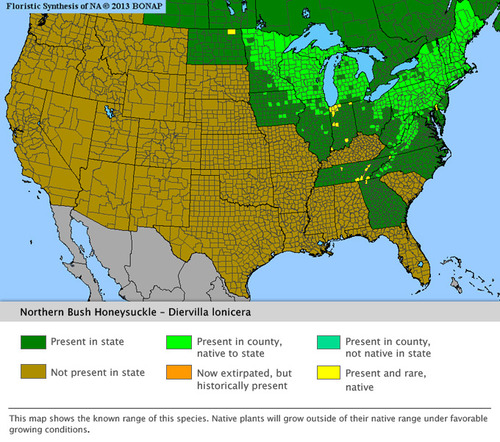 Floristic Synthesis of NA © 2013 BONAP
Northern Bush Honeysuckle – Diervilla lonicera
Present in state
Present in county,
native to state
Present in county,
not native in state
Not present in state
Now extirpated, but
historically present
Present and rare,
native
This map shows the known range of this species. Native plants will grow outside of their native range under favorable
growing conditions.